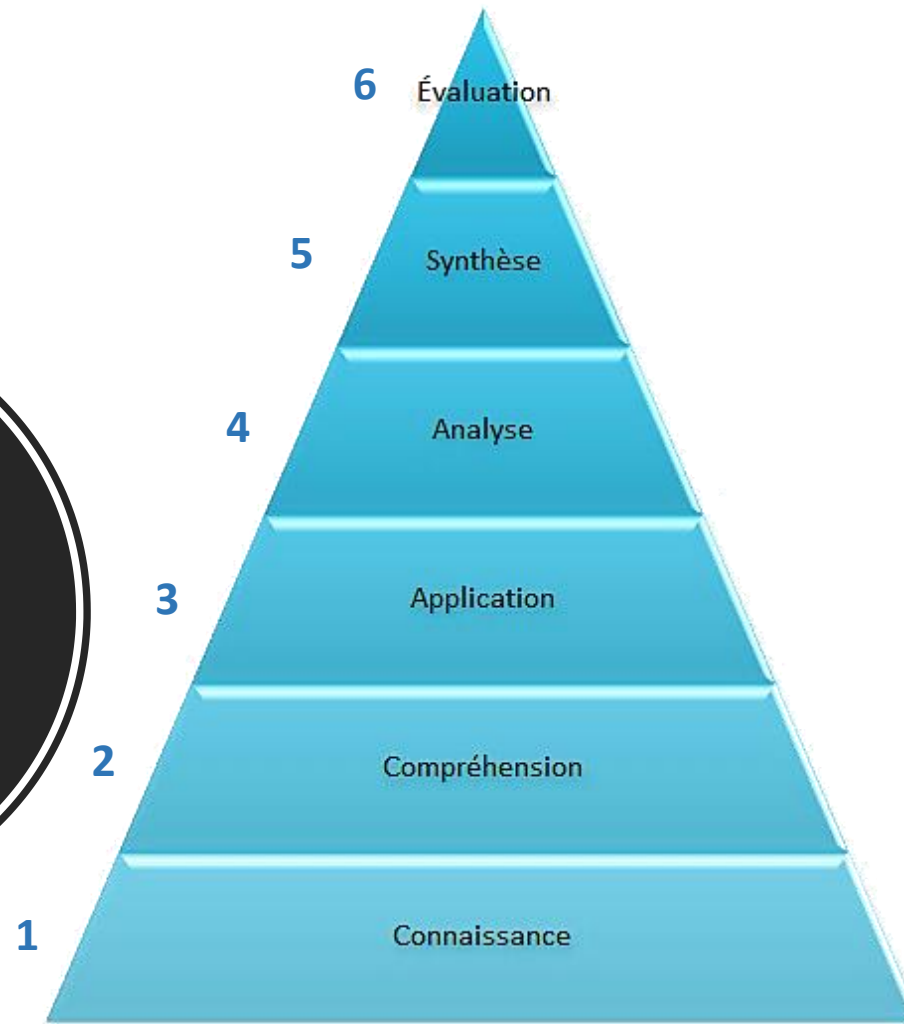 6 Évaluation
5 Synthèse
4 Analyse
3 Application
2 Compréhension
1 Connaissance